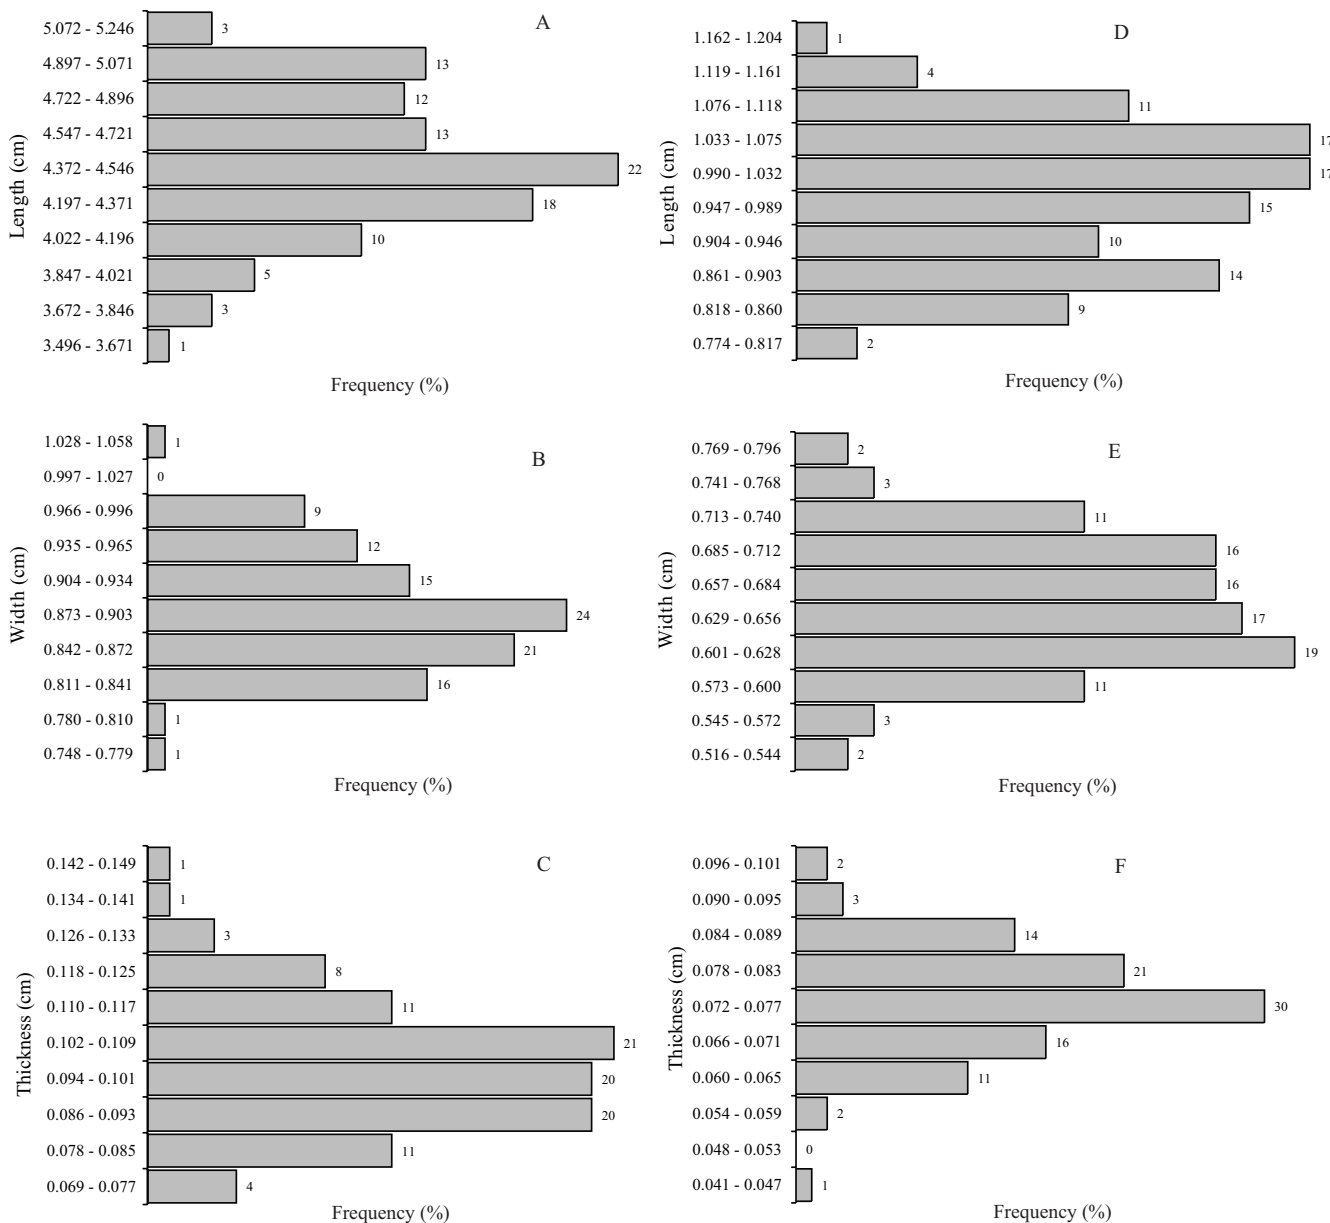 A
Length (cm)
5.072 - 5.246 3
4.897 - 5.071 13
4.722 - 4.896 12
4.547 - 4.721 13
4.372 - 4.546 22
4.197 - 4.371 18
4.022 - 4.196 10
3.847 - 4.021 5
3.672 - 3.846 3
3.496 - 3.671 1
Frequency (%)
D
Length (cm)
1.162 - 1.204 1
1.119 - 1.161 4
1.076 - 1.118 11
1.033 - 1.075 17
0.990 - 1.032 17
0.947 - 0.989 15
0.904 - 0.946 10
0.861 - 0.903 14
0.818 - 0.860 9
0.774 - 0.817 2
Frequency (%)
B
Width (cm)
1.028 - 1.058 1
0.997 - 1.027 0
0.966 - 0.996 9
0.935 - 0.965 12
0.904 - 0.934 15
0.873 - 0.903 24
0.842 - 0.872 21
0.811 - 0.841 16
0.780 - 0.810 1
0.748 - 0.779 1
Frequency (%)
E
Width (cm)
0.769 - 0.796 2
0.741 - 0.768 3
0.713 - 0.740 11
0.685 - 0.712 16
0.657 - 0.684 16
0.629 - 0.656 17
0.601 - 0.628 19
0.573 - 0.600 11
0.545 - 0.572 3
0.516 - 0.544 2
Frequency (%)
C
Thickness (cm)
0.142 - 0.149 1
0.134 - 0.141 1
0.126 - 0.133 3
0.118 - 0.125 8
0.110 - 0.117 11
0.102 - 0.109 21
0.094 - 0.101 20
0.086 - 0.093 20
0.078 - 0.085 11
0.069 - 0.077 4
Frequency (%)
F
Thickness (cm)
0.096 - 0.101 2
0.090 - 0.095 3
0.084 - 0.089 14
0.078 - 0.083 21
0.072 - 0.077 30
0.066 - 0.071 16
0.060 - 0.065 11
0.054 - 0.059 2
0.048 - 0.053 0
0.041 - 0.047 1
Frequency (%)